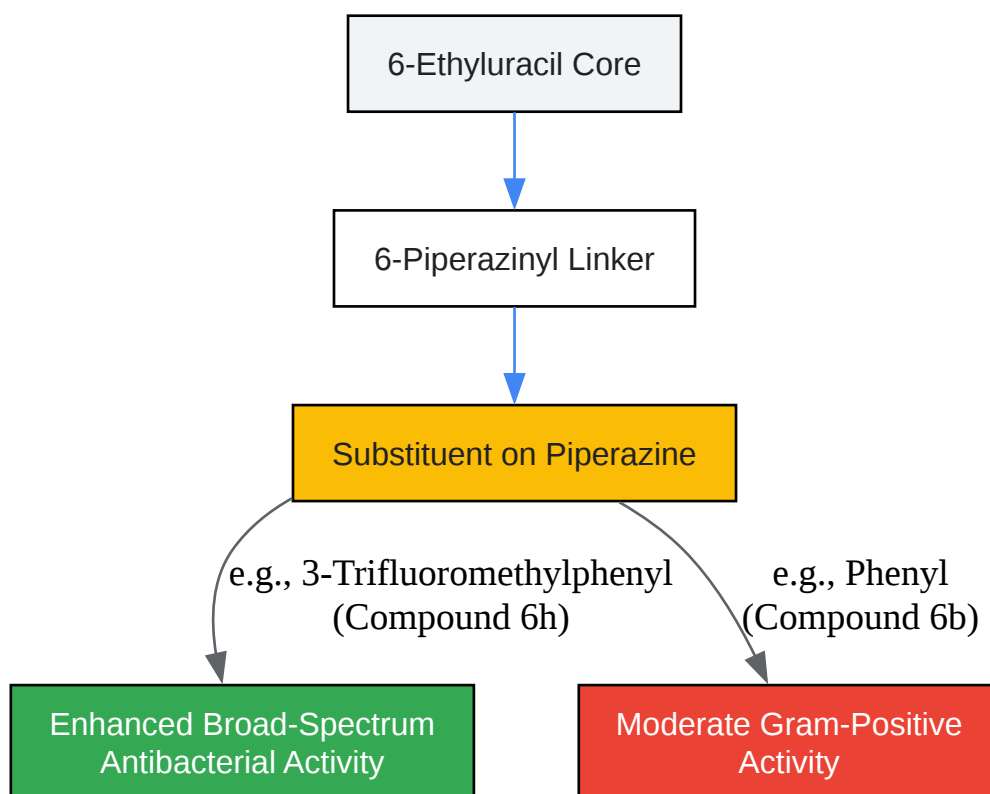 6-Ethyluracil Core
6-Piperazinyl Linker
Substituent on Piperazine
e.g., 3-Trifluoromethylphenyl
(Compound 6h)
e.g., Phenyl
(Compound 6b)
Enhanced Broad-Spectrum
Antibacterial Activity
Moderate Gram-Positive
Activity